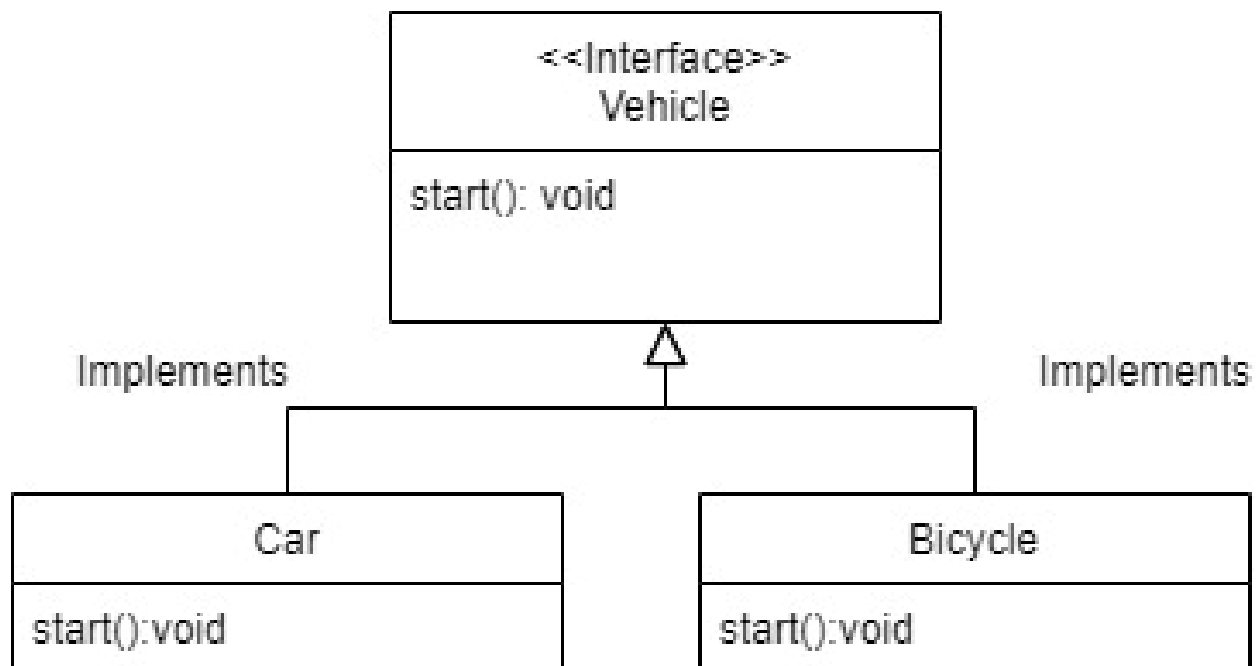 <<Interface>>
Vehicle
start(): void
Implements
Implements
Car
Bicycle
start():void
start():void